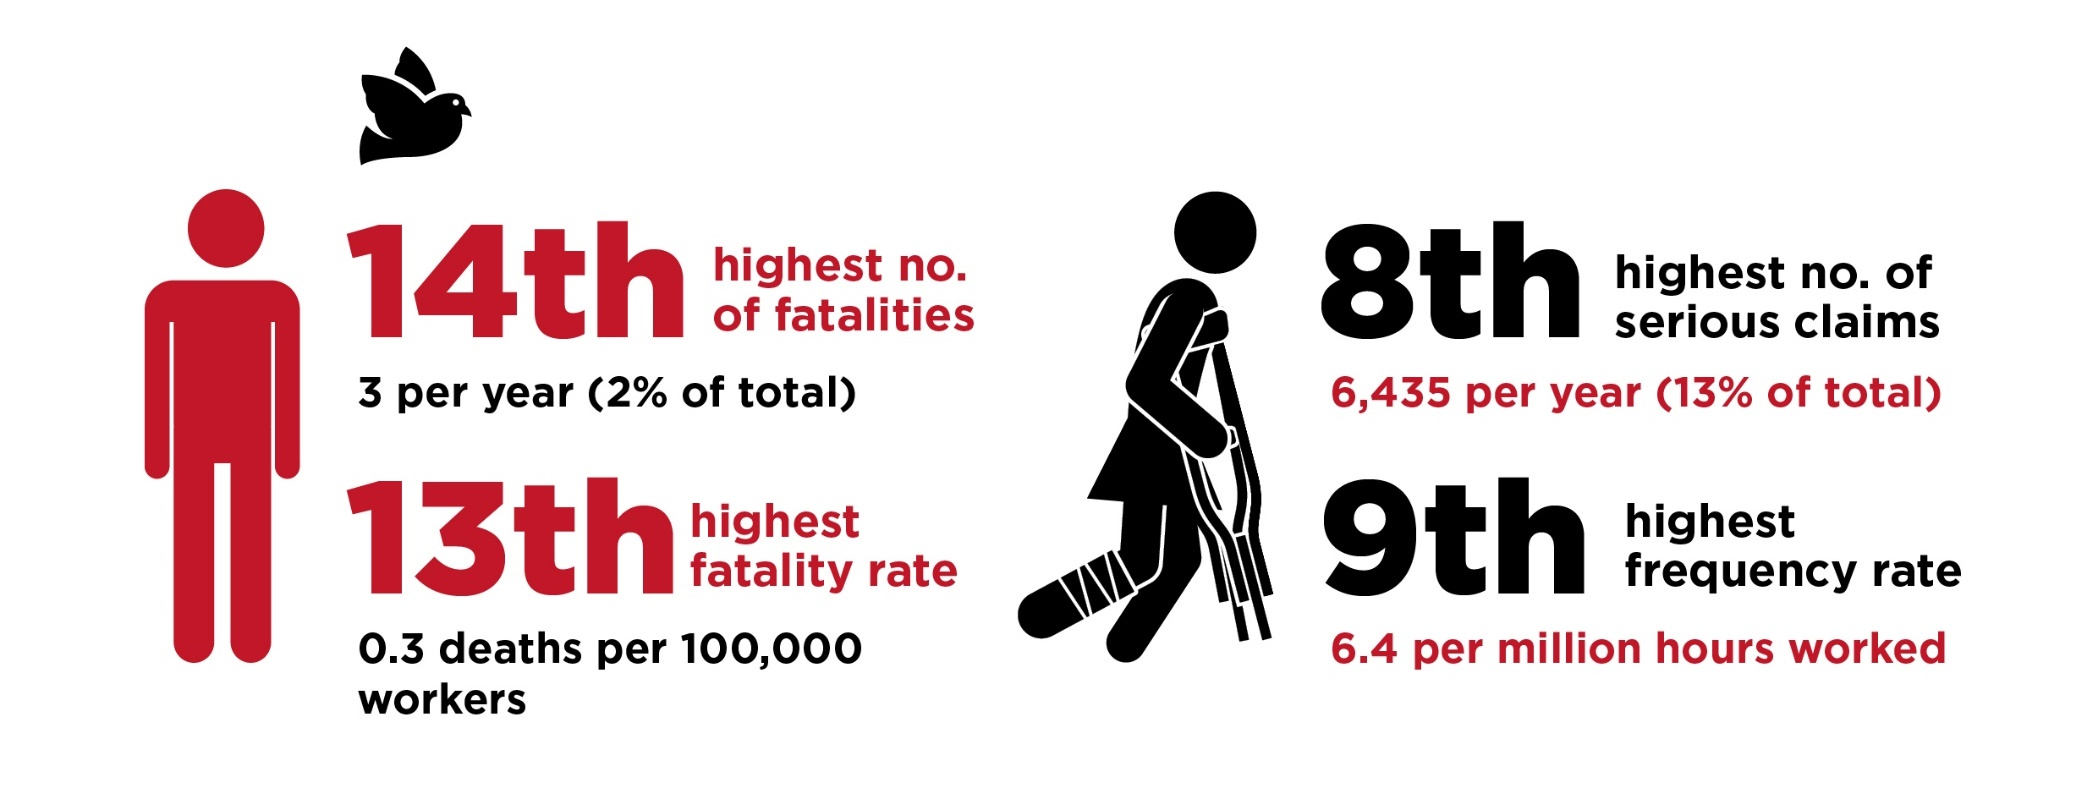 14th highest no.
of fatalities
3 per year (2% of total)
13th highest
fatality rate
0.3 deaths per 100,000
workers
8th highest no. of
serious claims
6,435 per year (13% of total)
9th highest
frequency rate
6.4 per million hours worked